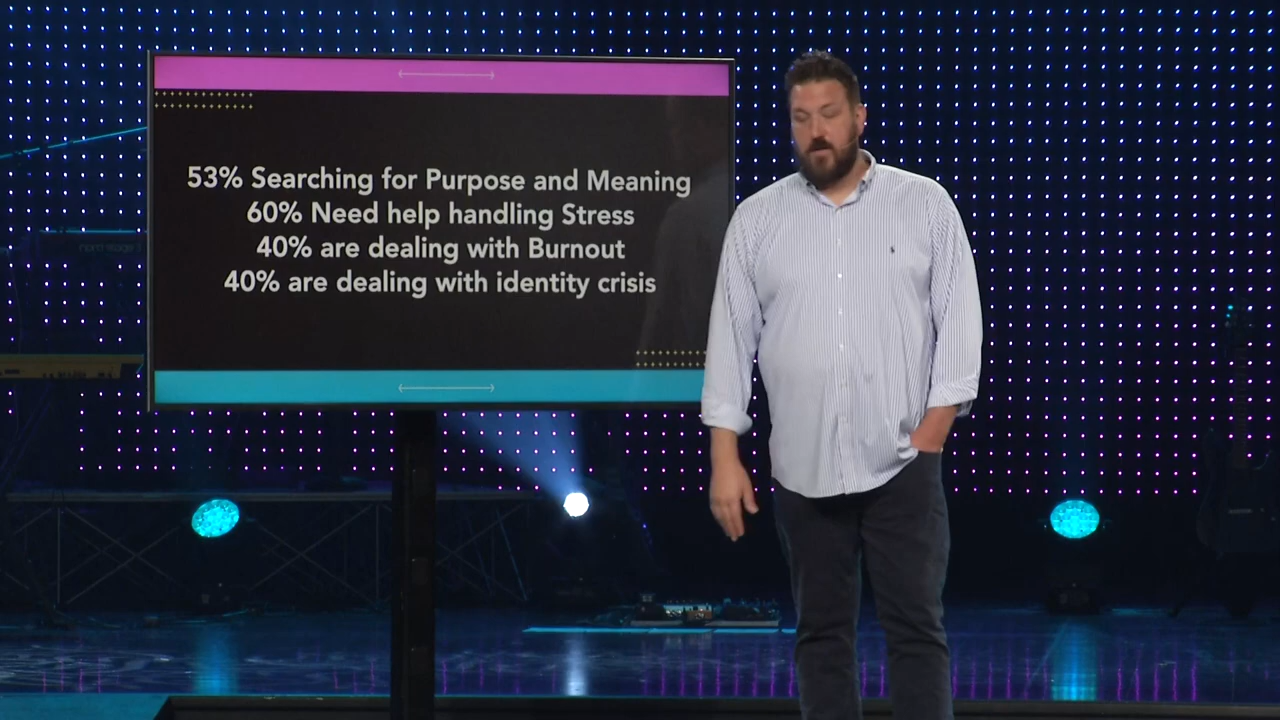 53% Searching for Purpose and Meaning
60% Need help handling Stress
40% are dealing with Burnout
40% are dealing with identity crisis